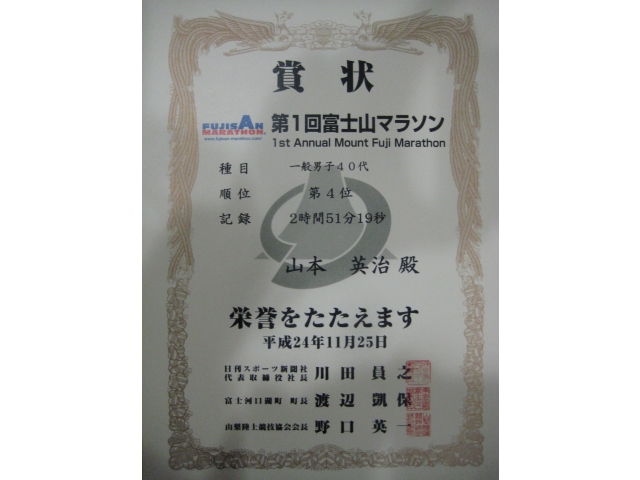 賞状
FUJISAN
MARATHON
www.fujisan-marathon.com
第1回富士山マラソン
1st Annual Mount Fuji Marathon
種目 一般男子40代
順位 第4位
記録 2時間51分19秒
山本 英治 殿
栄誉をたたえます
平成24年11月25日
日刊スポーツ新聞社
代表取締役社長 川田員之
富士河口湖町 町長 渡辺凱保
山梨陸上競技協会会長 野口英一